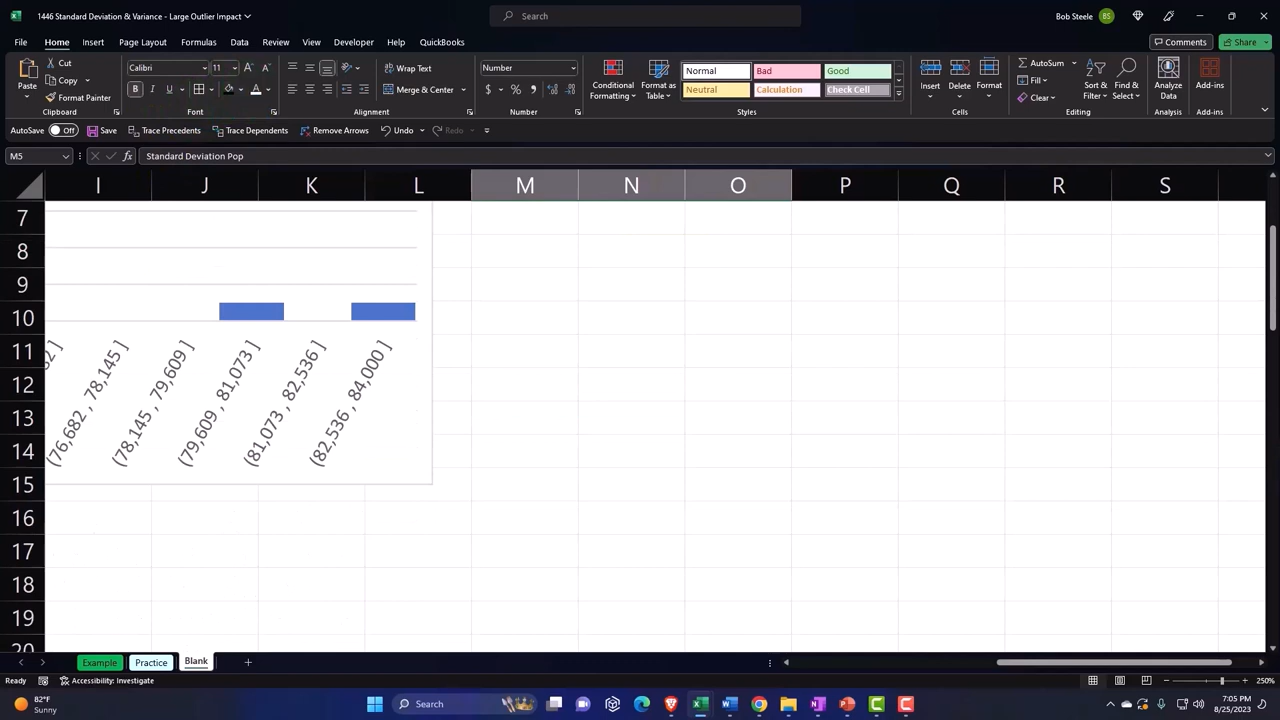 1446 Standard Deviation & Variance - Large Outlier Impact
Search
Bob Steele
BS
File Home Insert Page Layout Formulas Data Review View Developer Help QuickBooks
Comments
Share
Paste
Cut
Copy
Format Painter
Clipboard
Calibri
11
Font
Wrap Text
Merge & Center
Alignment
Number
Number
Conditional Formatting
Format as Table
Normal Bad Good
Neutral Calculation Check Cell
Styles
Insert Delete Format
Cells
AutoSum
Fill
Clear
Sort & Filter
Find & Select
Editing
Analyze Data
Analysis
Add-ins
Add-ins
AutoSave Off Save Trace Precedents Trace Dependents Remove Arrows Undo Redo
M5
fx
Standard Deviation Pop
I J K L M N O P Q R S
7
8
9
10
11
12
13
14
15
16
17
18
19
20
(76,682 , 78,145 ]
(78,145 , 79,609 ]
(79,609 , 81,073 ]
(81,073 , 82,536 ]
(82,536 , 84,000 ]
Example Practice Blank
Ready
Accessibility: Investigate
250%
82°F
Sunny
Search
7:05 PM
8/25/2023